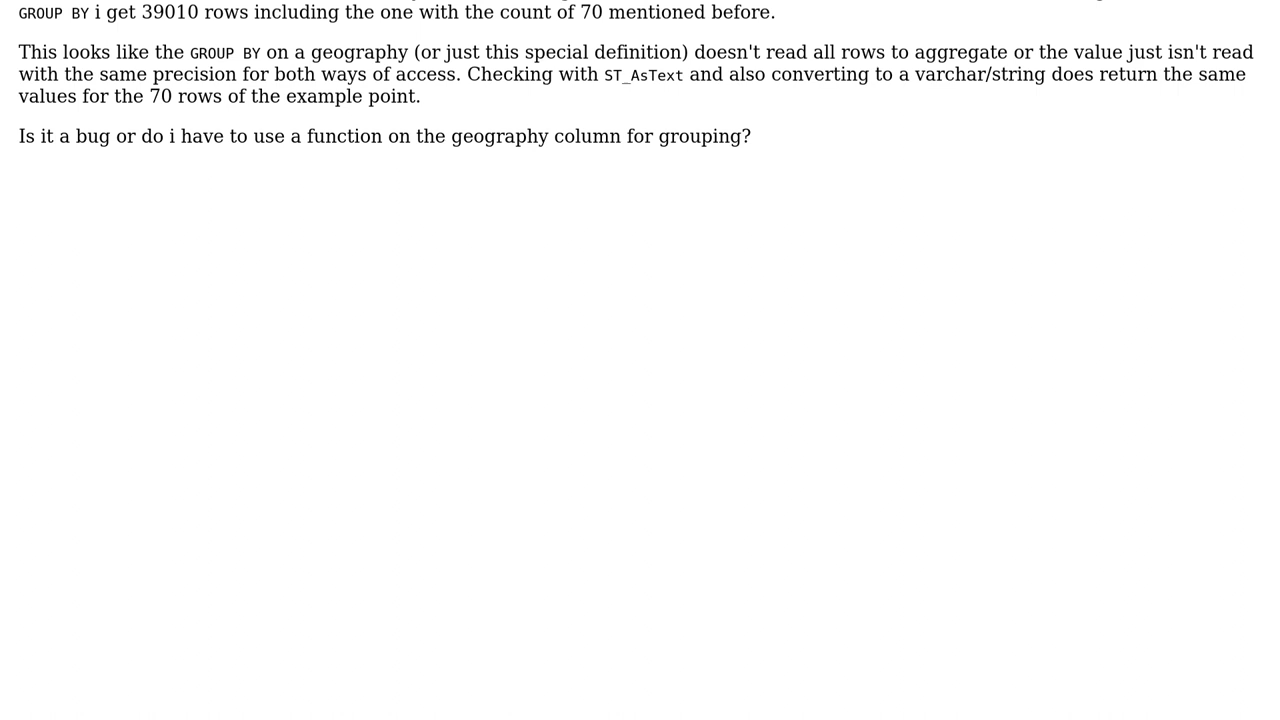 GROUP BY i get 39010 rows including the one with the count of 70 mentioned before.
This looks like the GROUP BY on a geography (or just this special definition) doesn't read all rows to aggregate or the value just isn't read
with the same precision for both ways of access. Checking with ST_AsText and also converting to a varchar/string does return the same
values for the 70 rows of the example point.
Is it a bug or do i have to use a function on the geography column for grouping?